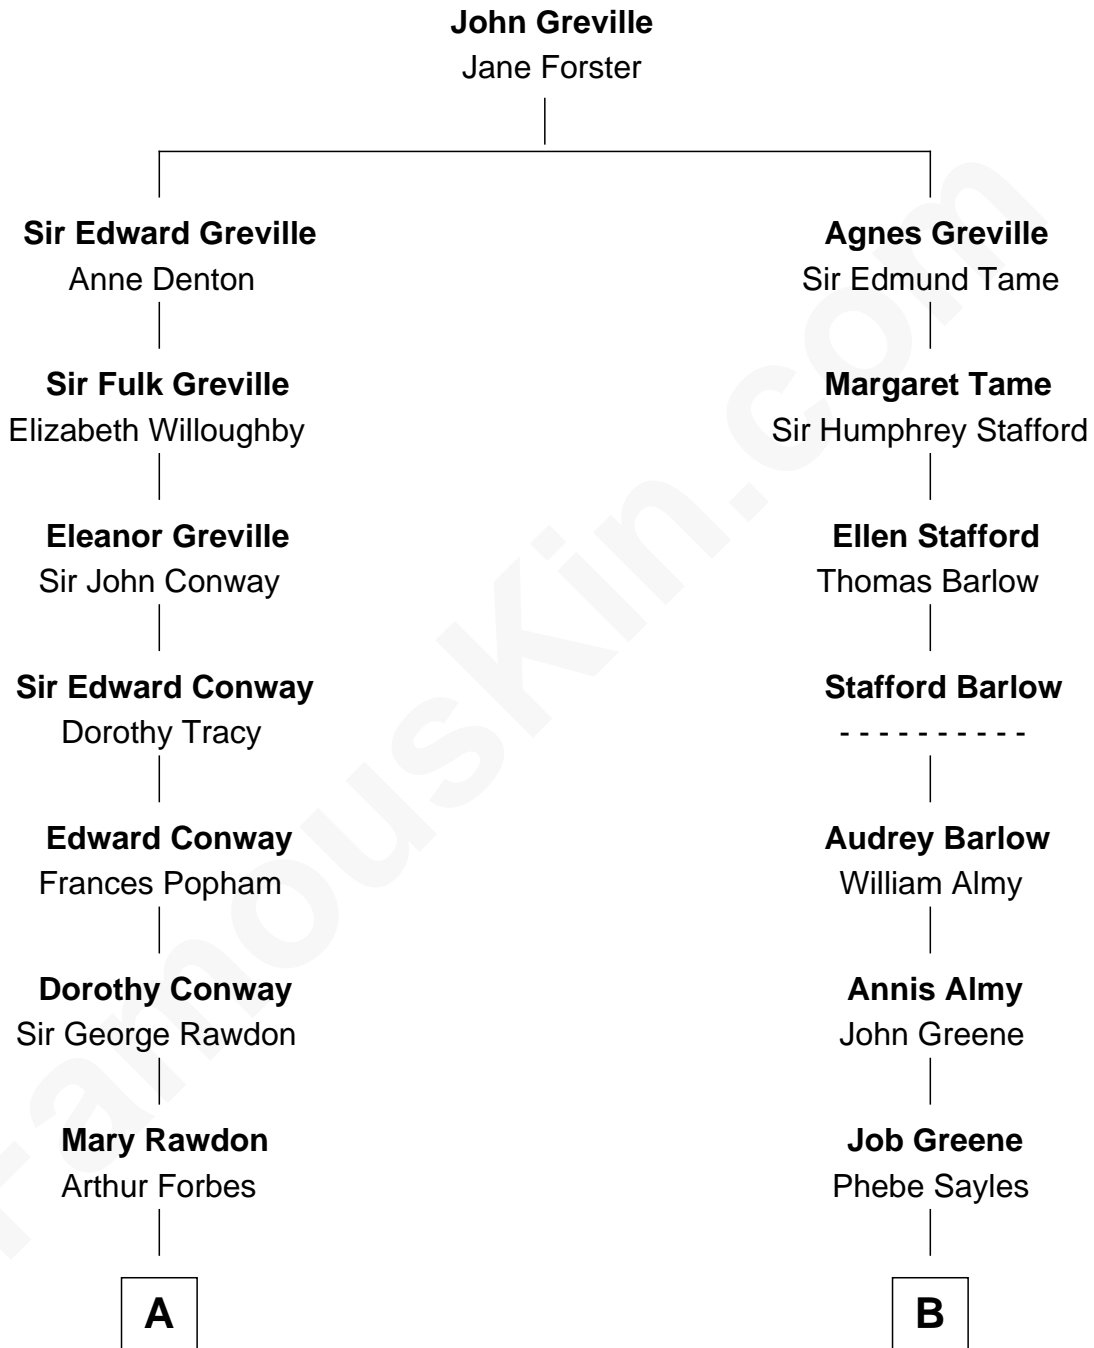 John Greville
Jane Forster
Sir Edward Greville
Anne Denton
Agnes Greville
Sir Edmund Tame
Sir Fulk Greville
Elizabeth Willoughby
Margaret Tame
Sir Humphrey Stafford
Eleanor Greville
Sir John Conway
Ellen Stafford
Thomas Barlow
Sir Edward Conway
Dorothy Tracy
Stafford Barlow
- - - - - - - - - -
Edward Conway
Frances Popham
Audrey Barlow
William Almy
Dorothy Conway
Sir George Rawdon
Annis Almy
John Greene
Mary Rawdon
Arthur Forbes
Job Greene
Phebe Sayles
A
B
FamousKin.com